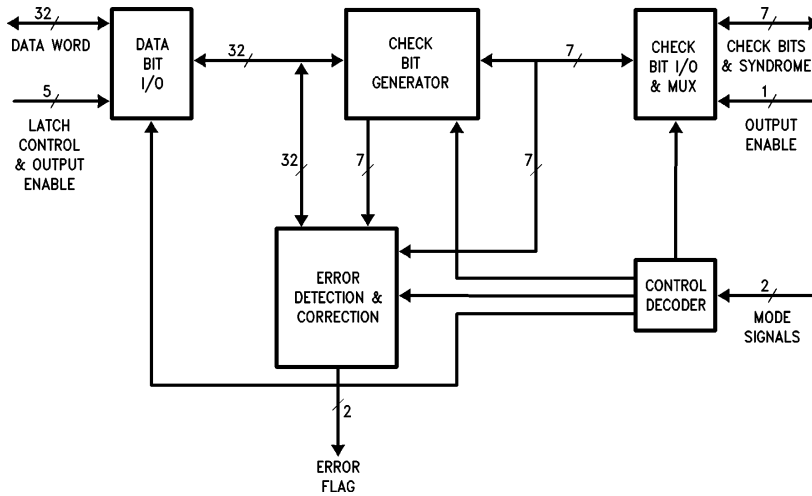 32
DATA WORD
5
LATCH
CONTROL
& OUTPUT
ENABLE
DATA
BIT
I/O
32
CHECK
BIT
GENERATOR
7
CHECK
BIT I/O
& MUX
7
CHECK BITS
& SYNDROME
1
OUTPUT
ENABLE
32
7
7
ERROR
DETECTION &
CORRECTION
CONTROL
DECODER
2
MODE
SIGNALS
2
ERROR
FLAG